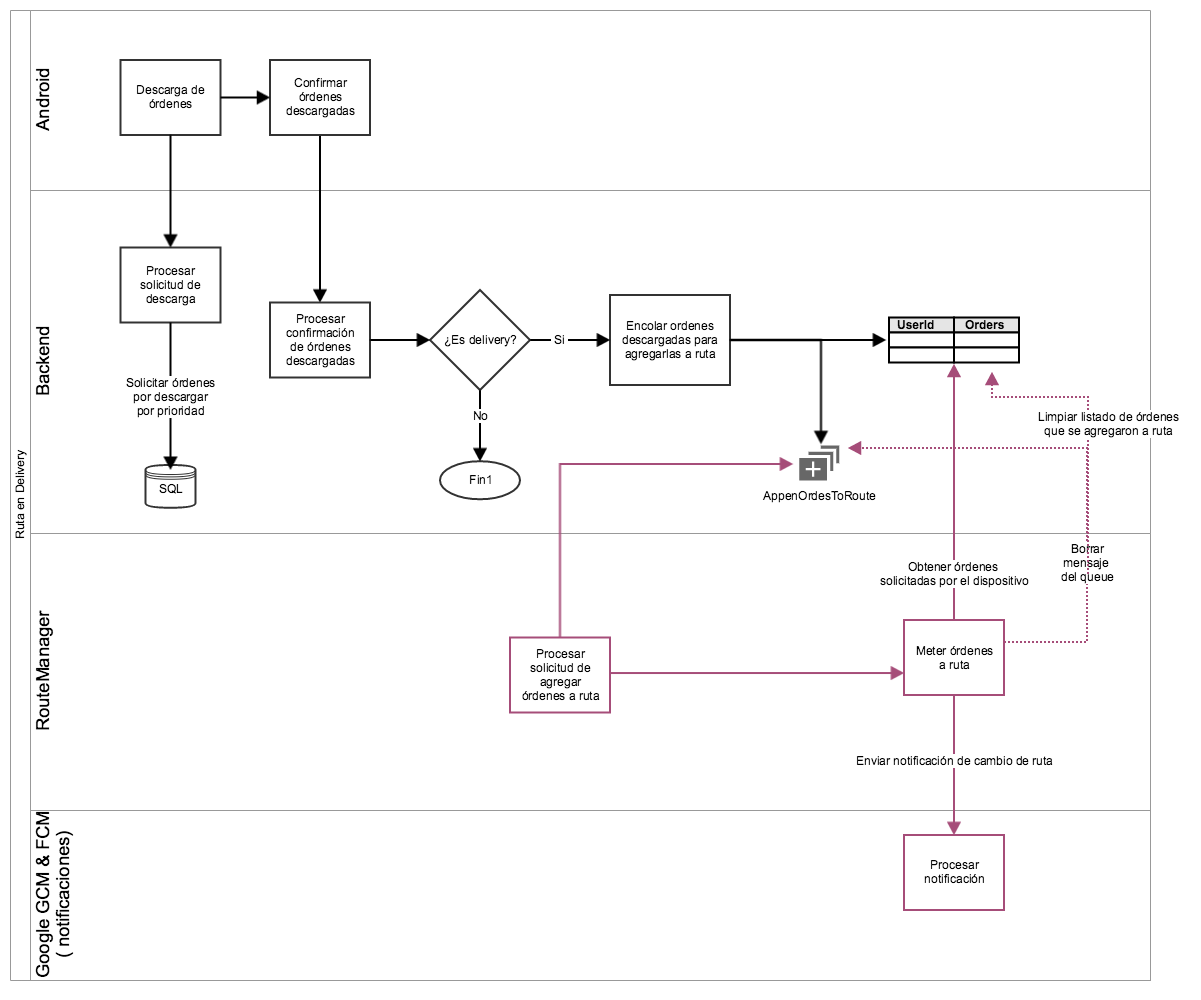 Ruta en Delivery
Android
Descarga de
órdenes
Confirmar
órdenes
descargadas
Backend
Procesar
solicitud de
descarga
Solicitar órdenes
por descargar
por prioridad
SQL
Procesar
confirmación
de órdenes
descargadas
¿Es delivery?
Si
No
Fin1
Encolar ordenes
descargadas para
agregarlas a ruta
UserId
Orders
AppenOrdesToRoute
Limpiar listado de órdenes
que se agregaron a ruta
RouteManager
Obtener órdenes
solicitadas por el dispositivo
Borrar
mensaje
del queue
Procesar
solicitud de
agregar
órdenes a ruta
Meter órdenes
a ruta
Enviar notificación de cambio de ruta
Google GCM & FCM
( notificaciones)
Procesar
notificación